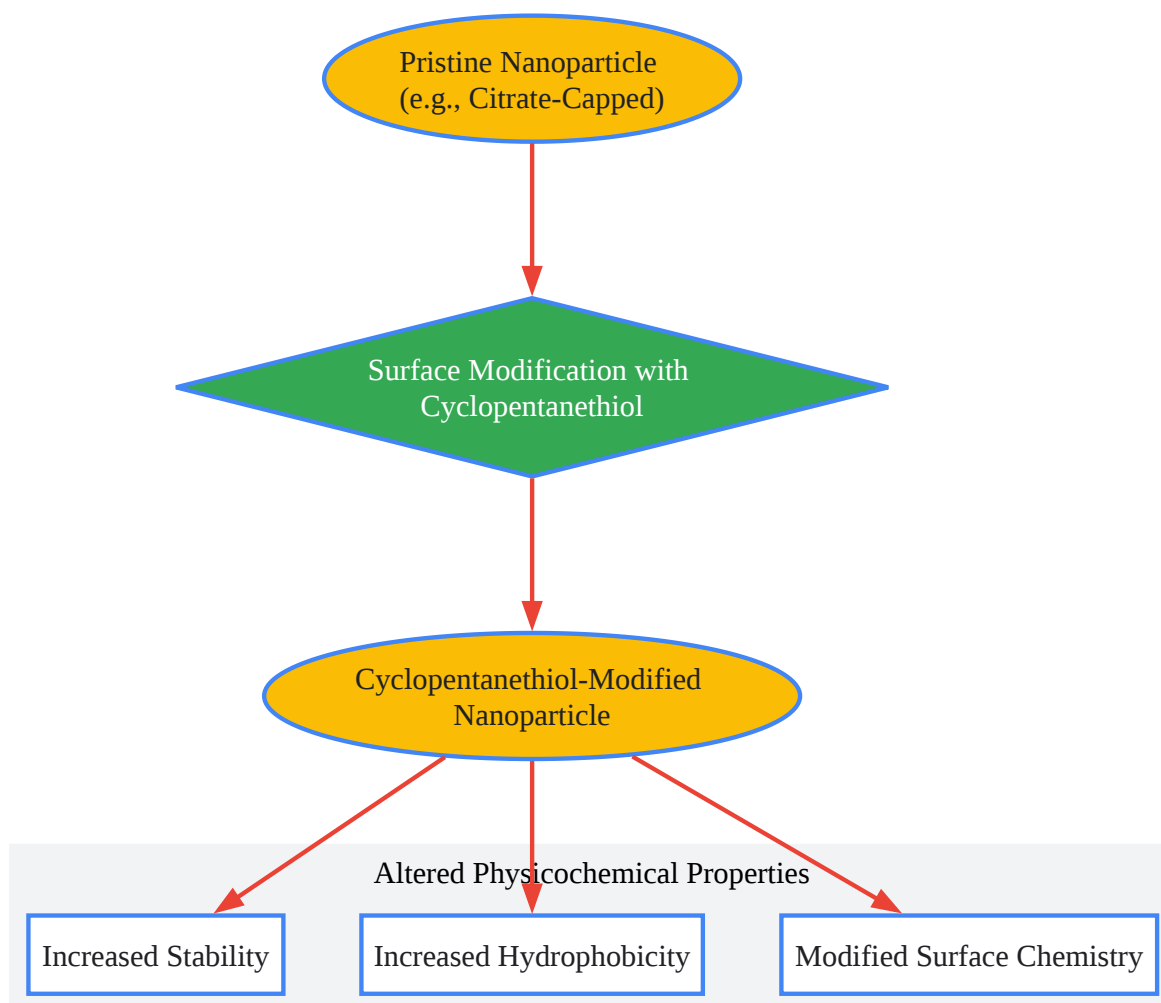 Pristine Nanoparticle
(e.g., Citrate-Capped)
Surface Modification with
Cyclopentanethiol
Cyclopentanethiol-Modified
Nanoparticle
Altered Physicochemical Properties
Increased Stability
Increased Hydrophobicity
Modified Surface Chemistry